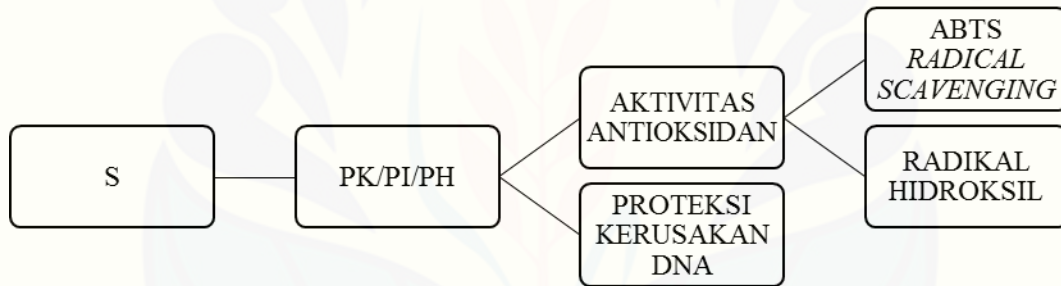 S
PK/PI/PH
AKTIVITAS
ANTIOKSIDAN
PROTEKSI
KERUSAKAN
DNA
ABTS
RADICAL
SCAVENGING
RADIKAL
HIDROKSIL